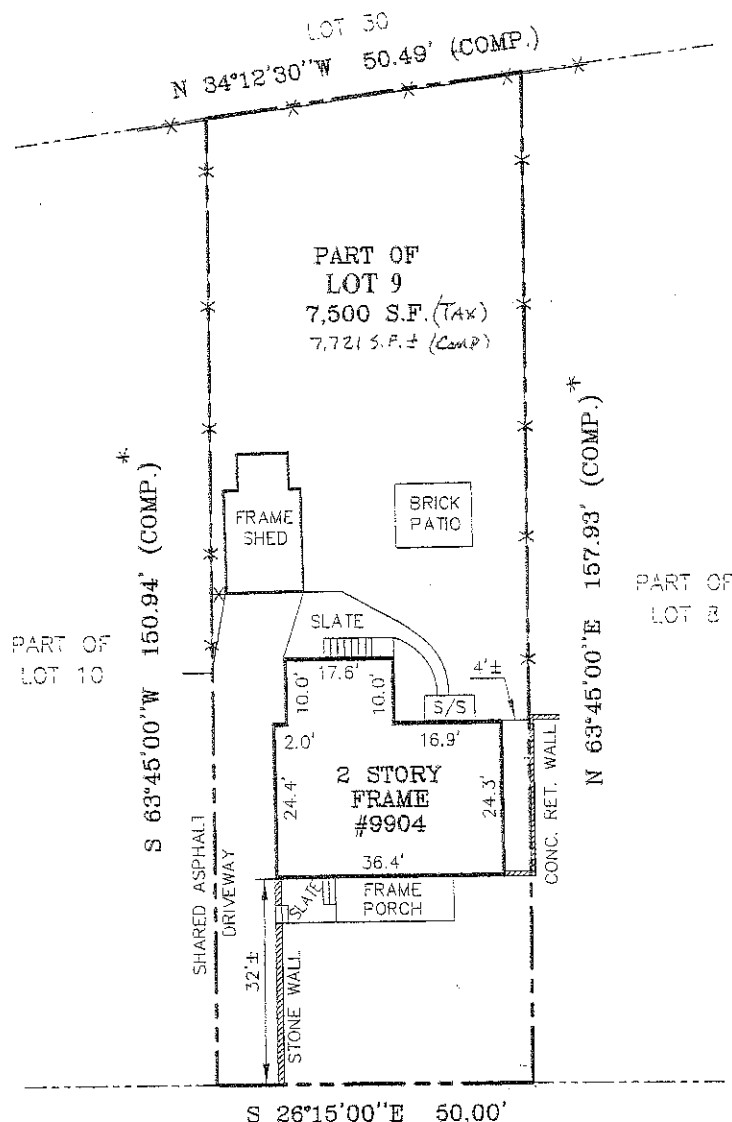 LOT 30
N 34°12'30"W 50.49' (COMP.)
PART OF
LOT 9
7,500 S.F. (TAX)
7,721 S.F. ± (COMP)
S 63°45'00"W 150.94' (COMP.) *
N 63°45'00"E 157.93' (COMP.) *
FRAME
SHED
BRICK
PATIO
PART OF
LOT 10
PART OF
LOT 8
SLATE
17.6'
10.0'
10.0'
S/S
4'±
2.0'
16.9'
24.4'
2 STORY
FRAME
#9904
24.3'
36.4'
CONC. RET. WALL
SHARED ASPHALT
DRIVEWAY
SLATE
FRAME
PORCH
32'±
STONE WALL
S 26°15'00"E 50,00'